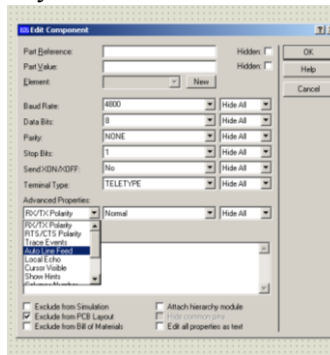 Edit Component
Part Reference: Hidden:
Part Value: Hidden:
Element: New
OK
Help
Cancel
Baud Rate: 4800 Hide All
Data Bits: 8 Hide All
Parity: NONE Hide All
Stop Bits: 1 Hide All
Send XON/XOFF: No Hide All
Terminal Type: TELETYPE Hide All
Advanced Properties:
RX/TX Polarity Normal Hide All
RX/TX Polarity
RTS/CTS Polarity
Trace Events
Auto Line Feed
Local Echo
Cursor Visible
Show Hints
Exclude from Simulation Attach hierarchy module
Exclude from PCB Layout Hide common pins
Exclude from Bill of Materials Edit all properties as text